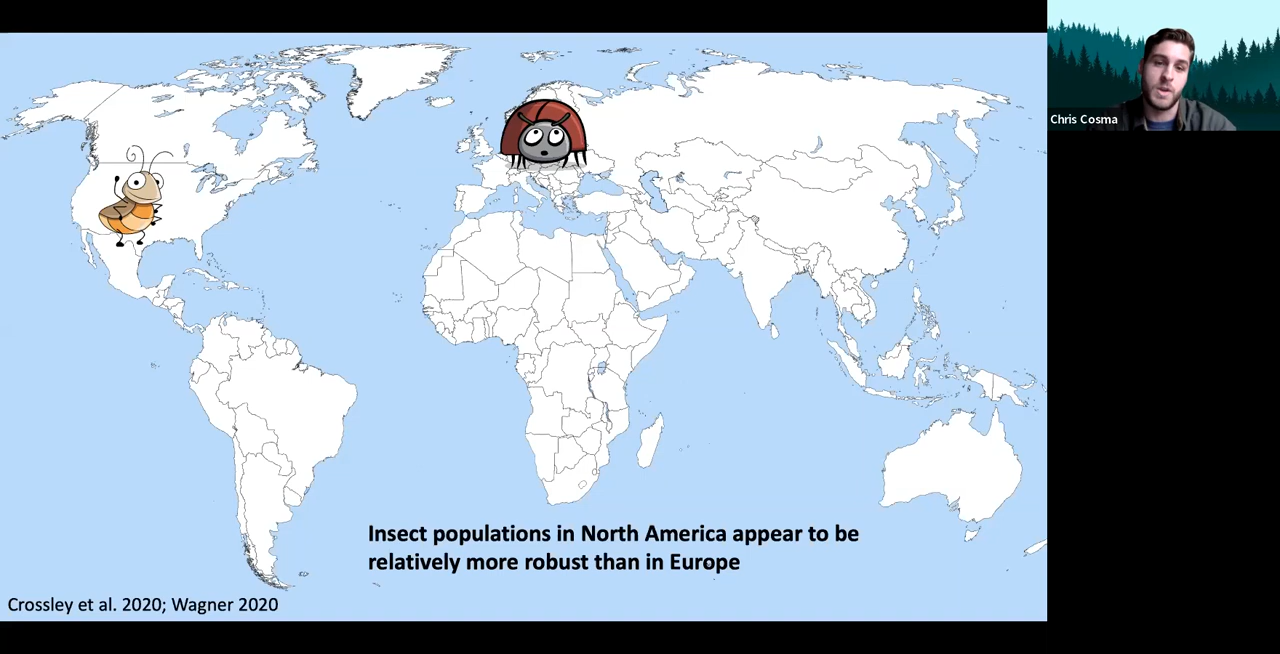 Chris Cosma
Insect populations in North America appear to be
relatively more robust than in Europe
Crossley et al. 2020; Wagner 2020